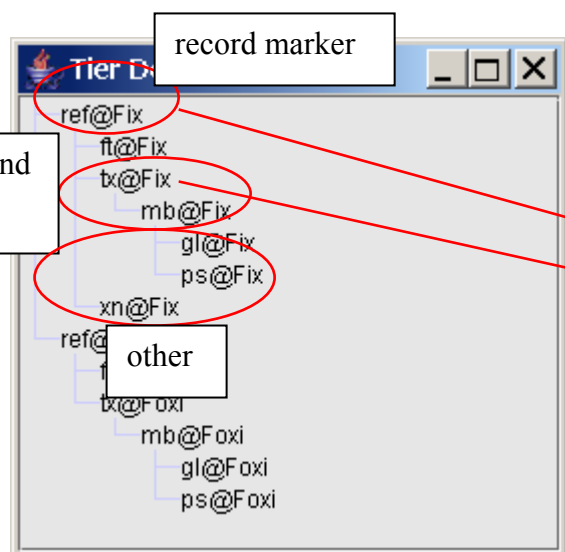 record marker
Tier D
ref@Fix
ft@Fix
nd
tx@Fix
mb@Fix
gl@Fix
ps@Fix
xn@Fix
ref@
other
tx@Foxi
mb@Foxi
gl@Foxi
ps@Foxi